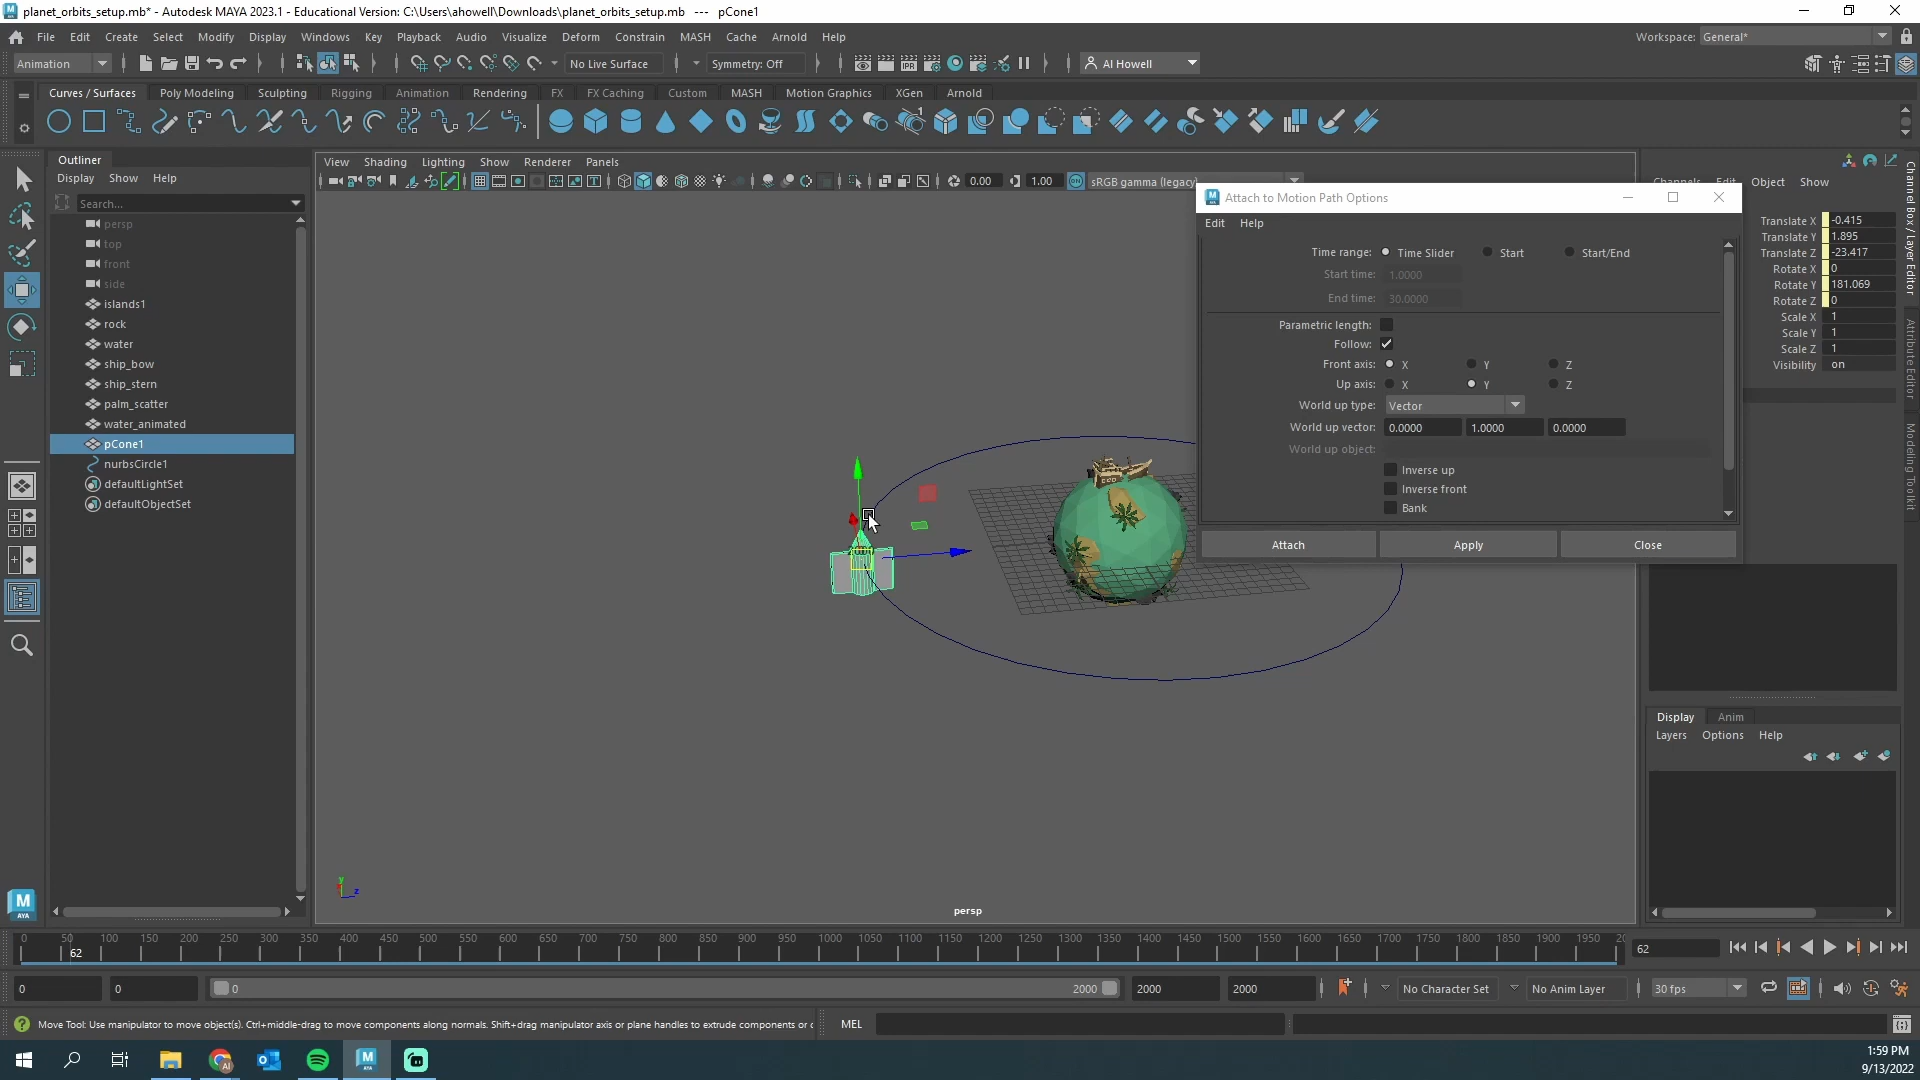 planet_orbits_setup.mb* - Autodesk MAYA 2023.1 - Educational Version: C:\Users\ahowell\Downloads\planet_orbits_setup.mb   ---   pCone1
File Edit Create Select Modify Display Windows Key Playback Audio Visualize Deform Constrain MASH Cache Arnold Help Workspace: General*
Animation No Live Surface Symmetry: Off Al Howell
Curves / Surfaces Poly Modeling Sculpting Rigging Animation Rendering FX FX Caching Custom MASH Motion Graphics XGen Arnold
Outliner
Display Show Help
Search...
persp
top
front
side
islands1
rock
water
ship_bow
ship_stern
palm_scatter
water_animated
pCone1
nurbsCircle1
defaultLightSet
defaultObjectSet
View Shading Lighting Show Renderer Panels
0.00 1.00 sRGB gamma (legacy)
Attach to Motion Path Options
Edit Help
Time range: Time Slider Start Start/End
Start time: 1.0000
End time: 30.0000
Parametric length:
Follow:
Front axis: X Y Z
Up axis: X Y Z
World up type: Vector
World up vector: 0.0000 1.0000 0.0000
World up object:
Inverse up
Inverse front
Bank
Attach Apply Close
Object Show
Translate X -0.415
Translate Y 1.895
Translate Z -23.417
Rotate X 0
Rotate Y 181.069
Rotate Z 0
Scale X 1
Scale Y 1
Scale Z 1
Visibility on
Channel Box / Layer Editor
Attribute Editor
Modeling Toolkit
Display Anim
Layers Options Help
y
z
persp
M
AYA
0 50 100 150 200 250 300 350 400 450 500 550 600 650 700 750 800 850 900 950 1000 1050 1100 1150 1200 1250 1300 1350 1400 1450 1500 1550 1600 1650 1700 1750 1800 1850 1900 1950 20
62
62
0 0 0 2000 2000 2000 No Character Set No Anim Layer 30 fps
Move Tool: Use manipulator to move object(s). Ctrl+middle-drag to move components along normals. Shift+drag manipulator axis or plane handles to extrude components or c
MEL
1:59 PM
9/13/2022